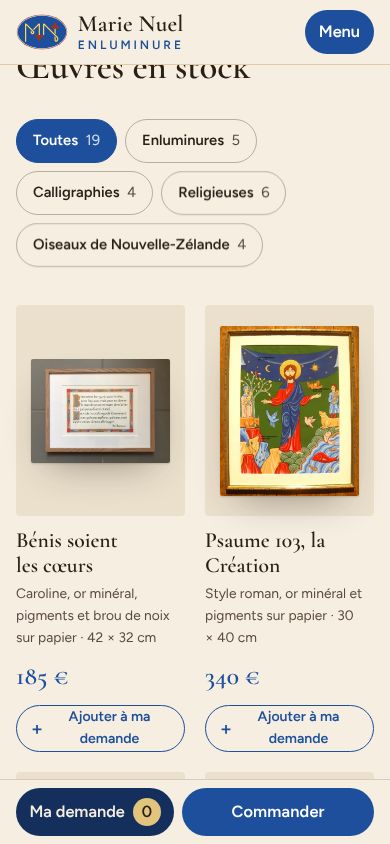 MN
Marie Nuel
ENLUMINURE
Menu
Œuvres en stock
Toutes 19
Enluminures 5
Calligraphies 4
Religieuses 6
Oiseaux de Nouvelle-Zélande 4
Bénis soient
les cœurs
Caroline, or minéral,
pigments et brou de noix
sur papier · 42 × 32 cm
185 €
+ Ajouter à ma
demande
Psaume 103, la
Création
Style roman, or minéral et
pigments sur papier · 30
× 40 cm
340 €
+ Ajouter à ma
demande
Ma demande 0
Commander